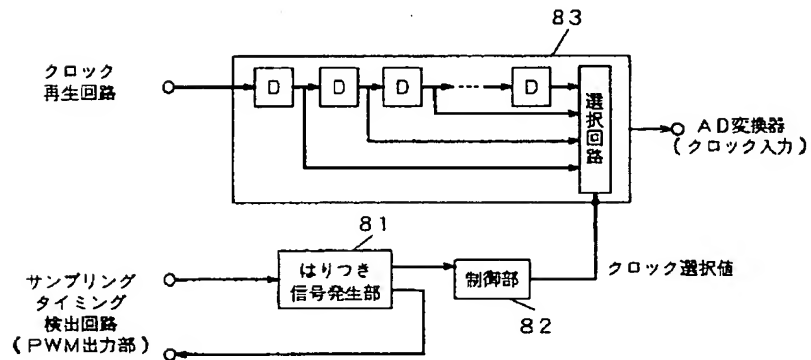 83
クロック
再生回路
D
D
D
D
選択回路
AD変換器
(クロック入力)
81
はりつき
信号発生部
制御部
82
クロック選択値
サンプリング
タイミング
検出回路
(PWM出力部)